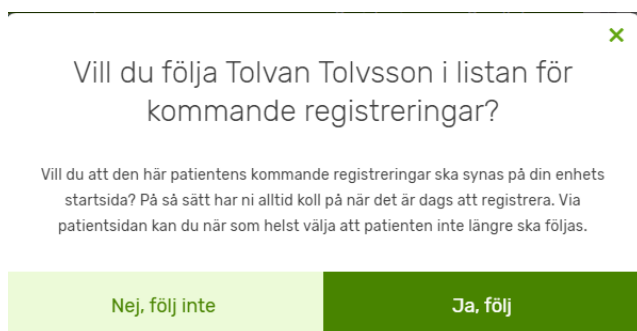 Vill du följa Tolvan Tolvsson i listan för
kommande registreringar?
Vill du att den här patientens kommande registreringar ska synas på din enhets
startsida? På så sätt har ni alltid koll på när det är dags att registrera. Via
patientsidan kan du när som helst välja att patienten inte längre ska följas.
Nej, följ inte
Ja, följ